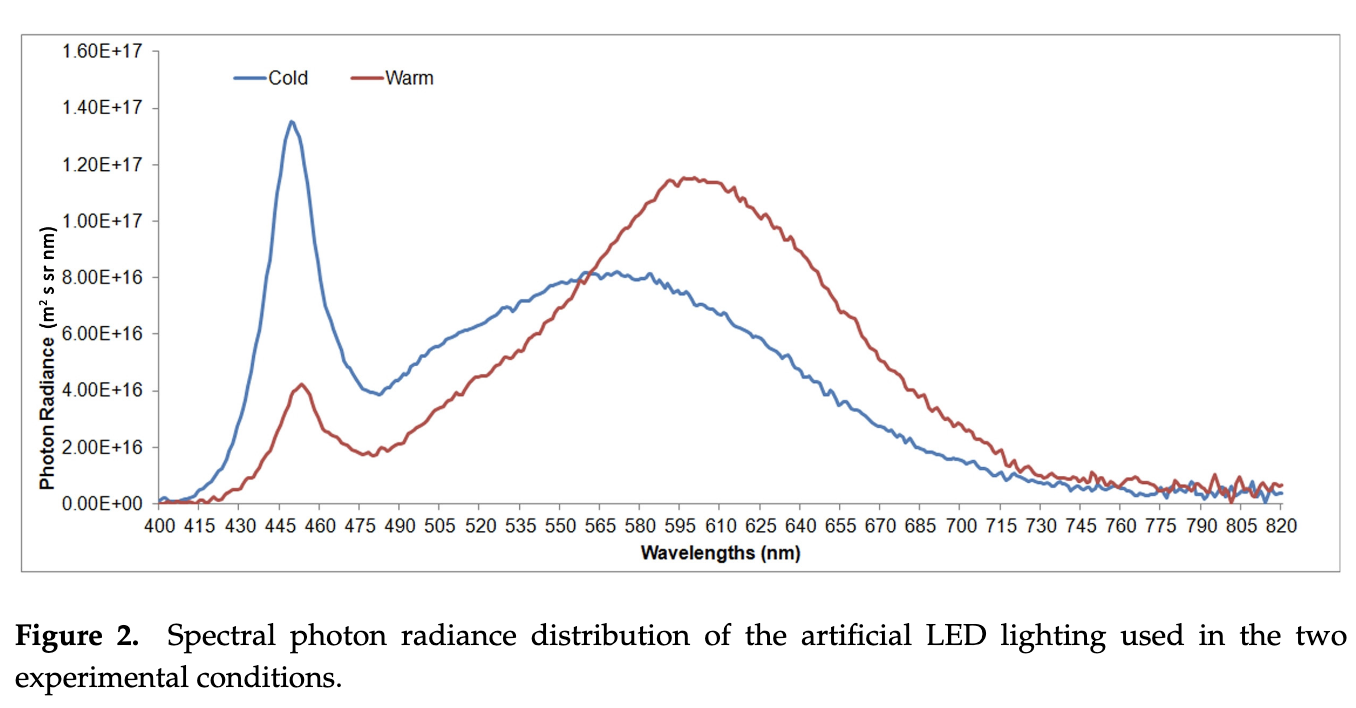 1.60E+17
Cold Warm
1.40E+17
1.20E+17
1.00E+17
8.00E+16
6.00E+16
4.00E+16
2.00E+16
0.00E+00
Photon Radiance (m² s sr nm)
400 415 430 445 460 475 490 505 520 535 550 565 580 595 610 625 640 655 670 685 700 715 730 745 760 775 790 805 820
Wavelengths (nm)
Figure 2. Spectral photon radiance distribution of the artificial LED lighting used in the two
experimental conditions.